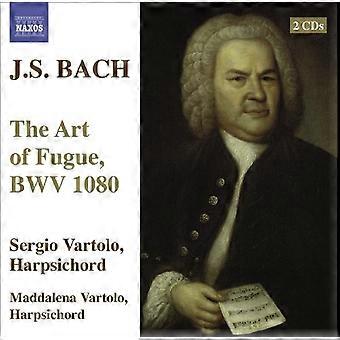 NAXOS
2 CDs
J.S. BACH
The Art
of Fugue,
BWV 1080
Sergio Vartolo,
Harpsichord
Maddalena Vartolo,
Harpsichord